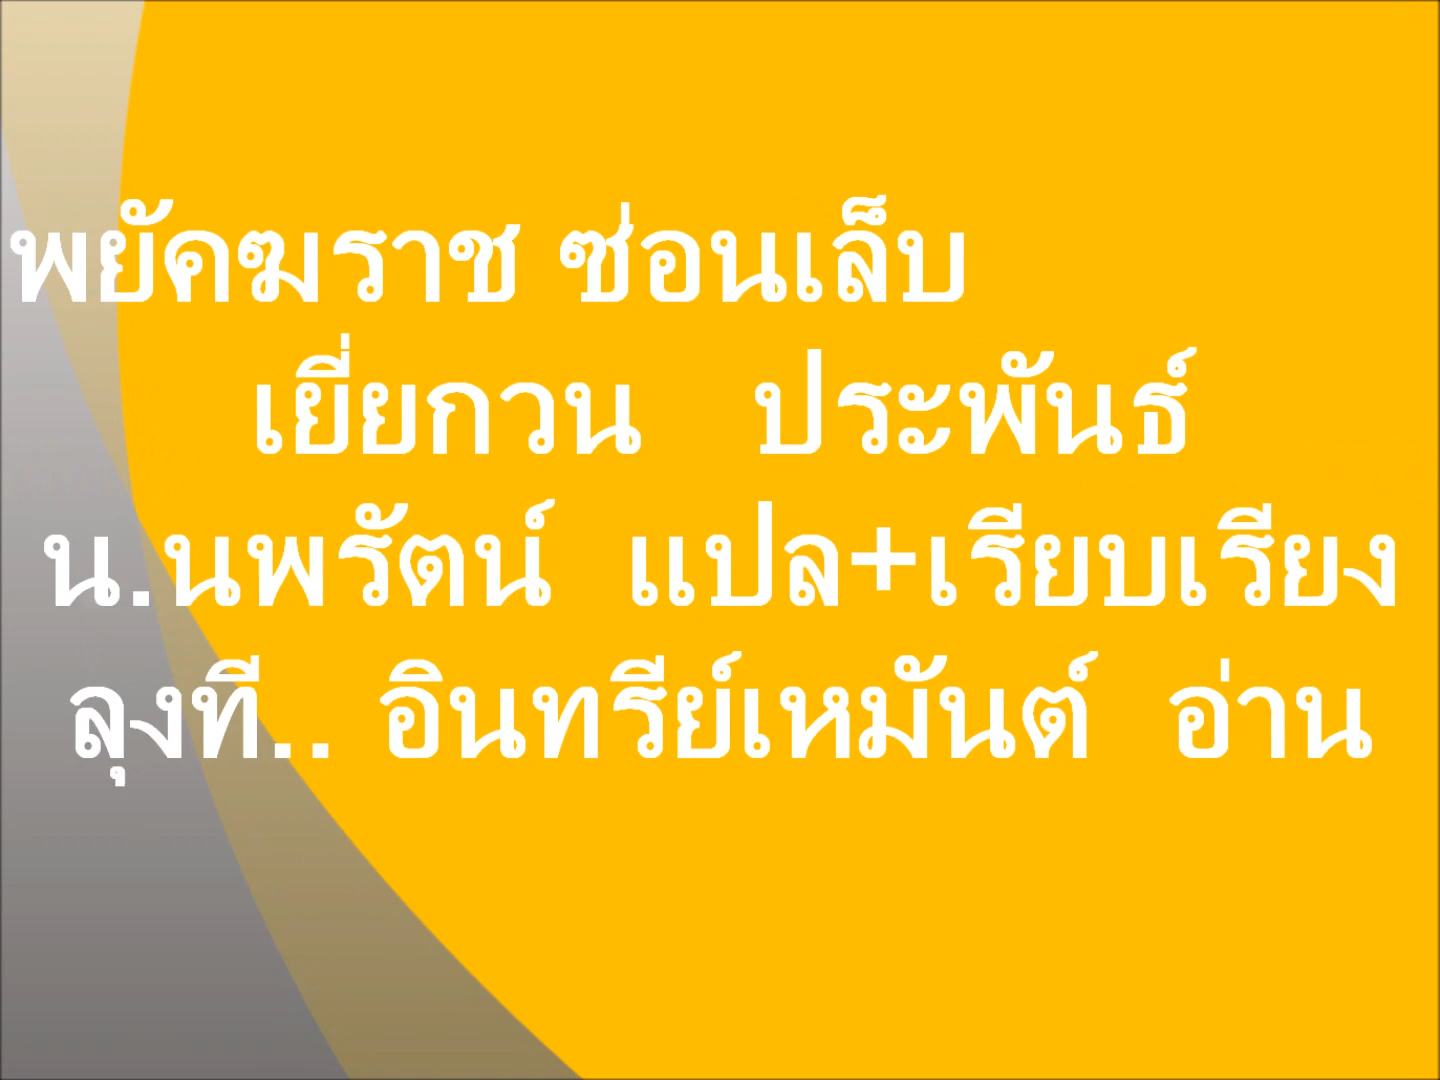 พยัคฆราช ซ่อนเล็บ
เยี่ยกวน ประพันธ์
น.นพรัตน์ แปล+เรียบเรียง
ลุงที.. อินทรีย์เหมันต์ อ่าน